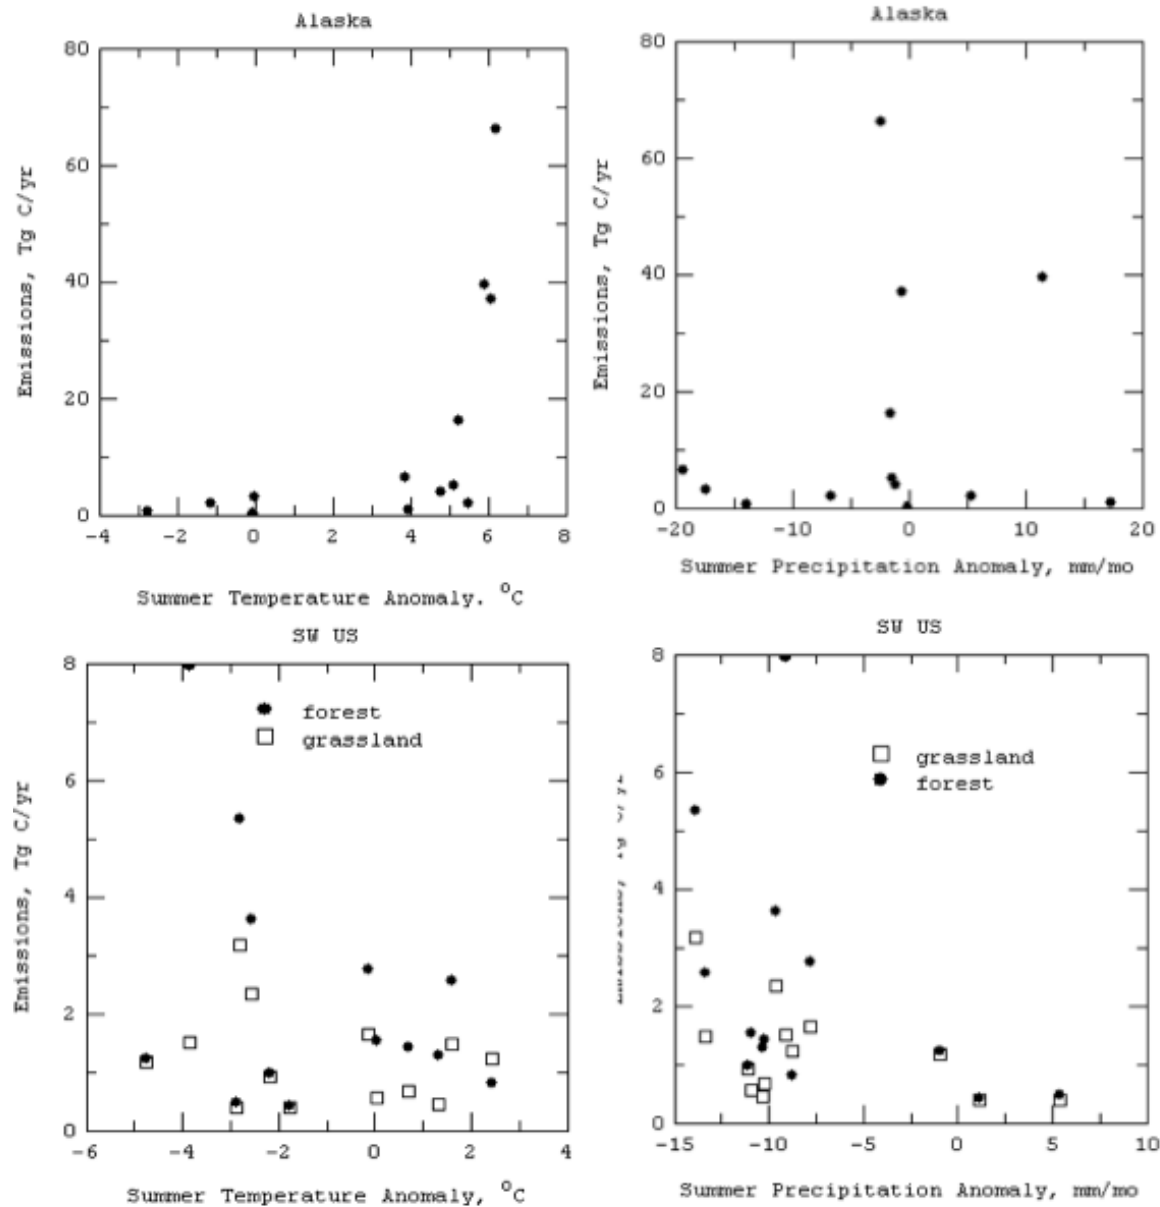 Alaska
80
60
40
20
0
-4 -2 0 2 4 6 8
Emissions, Tg C/yr
Summer Temperature Anomaly. °C
Alaska
80
60
40
20
0
-20 -10 0 10 20
Emissions, Tg C/yr
Summer Precipitation Anomaly, mm/mo
SW US
8
6
4
2
0
-6 -4 -2 0 2 4
forest
grassland
Emissions, Tg C/yr
Summer Temperature Anomaly, °C
SW US
8
6
4
2
0
-15 -10 -5 0 5 10
grassland
forest
Emissions, Tg C/yr
Summer Precipitation Anomaly, mm/mo